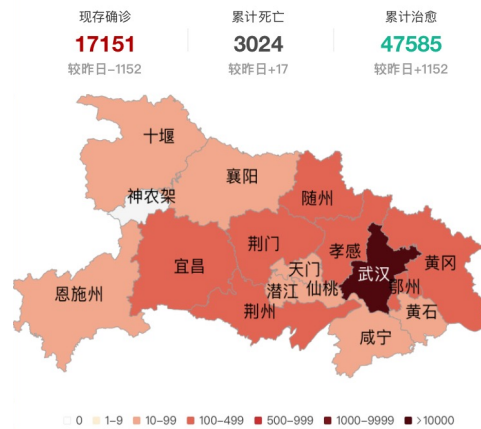 现存确诊 累计死亡 累计治愈
17151 3024 47585
较昨日-1152 较昨日+17 较昨日+1152
十堰
襄阳
神农架
随州
荆门
孝感
黄冈
宜昌
天门
武汉
恩施州
潜江 仙桃
鄂州
荆州
黄石
咸宁
0 1-9 10-99 100-499 500-999 1000-9999 >10000